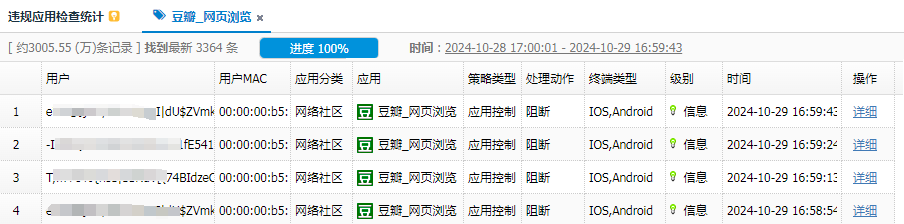 违规应用检查统计 豆瓣_网页浏览
[ 约3005.55 (万)条记录 ] 找到最新 3364 条 进度 100% 时间：2024-10-28 17:00:01 - 2024-10-29 16:59:43
用户 用户MAC 应用分类 应用 策略类型 处理动作 终端类型 级别 时间 操作
1 00:00:00:b5: 网络社区 豆瓣_网页浏览 应用控制 阻断 IOS,Android 信息 2024-10-29 16:59:43 详细
2 00:00:00:b5: 网络社区 豆瓣_网页浏览 应用控制 阻断 IOS,Android 信息 2024-10-29 16:59:24 详细
3 00:00:00:b5: 网络社区 豆瓣_网页浏览 应用控制 阻断 IOS,Android 信息 2024-10-29 16:59:13 详细
4 00:00:00:b5: 网络社区 豆瓣_网页浏览 应用控制 阻断 IOS,Android 信息 2024-10-29 16:58:54 详细